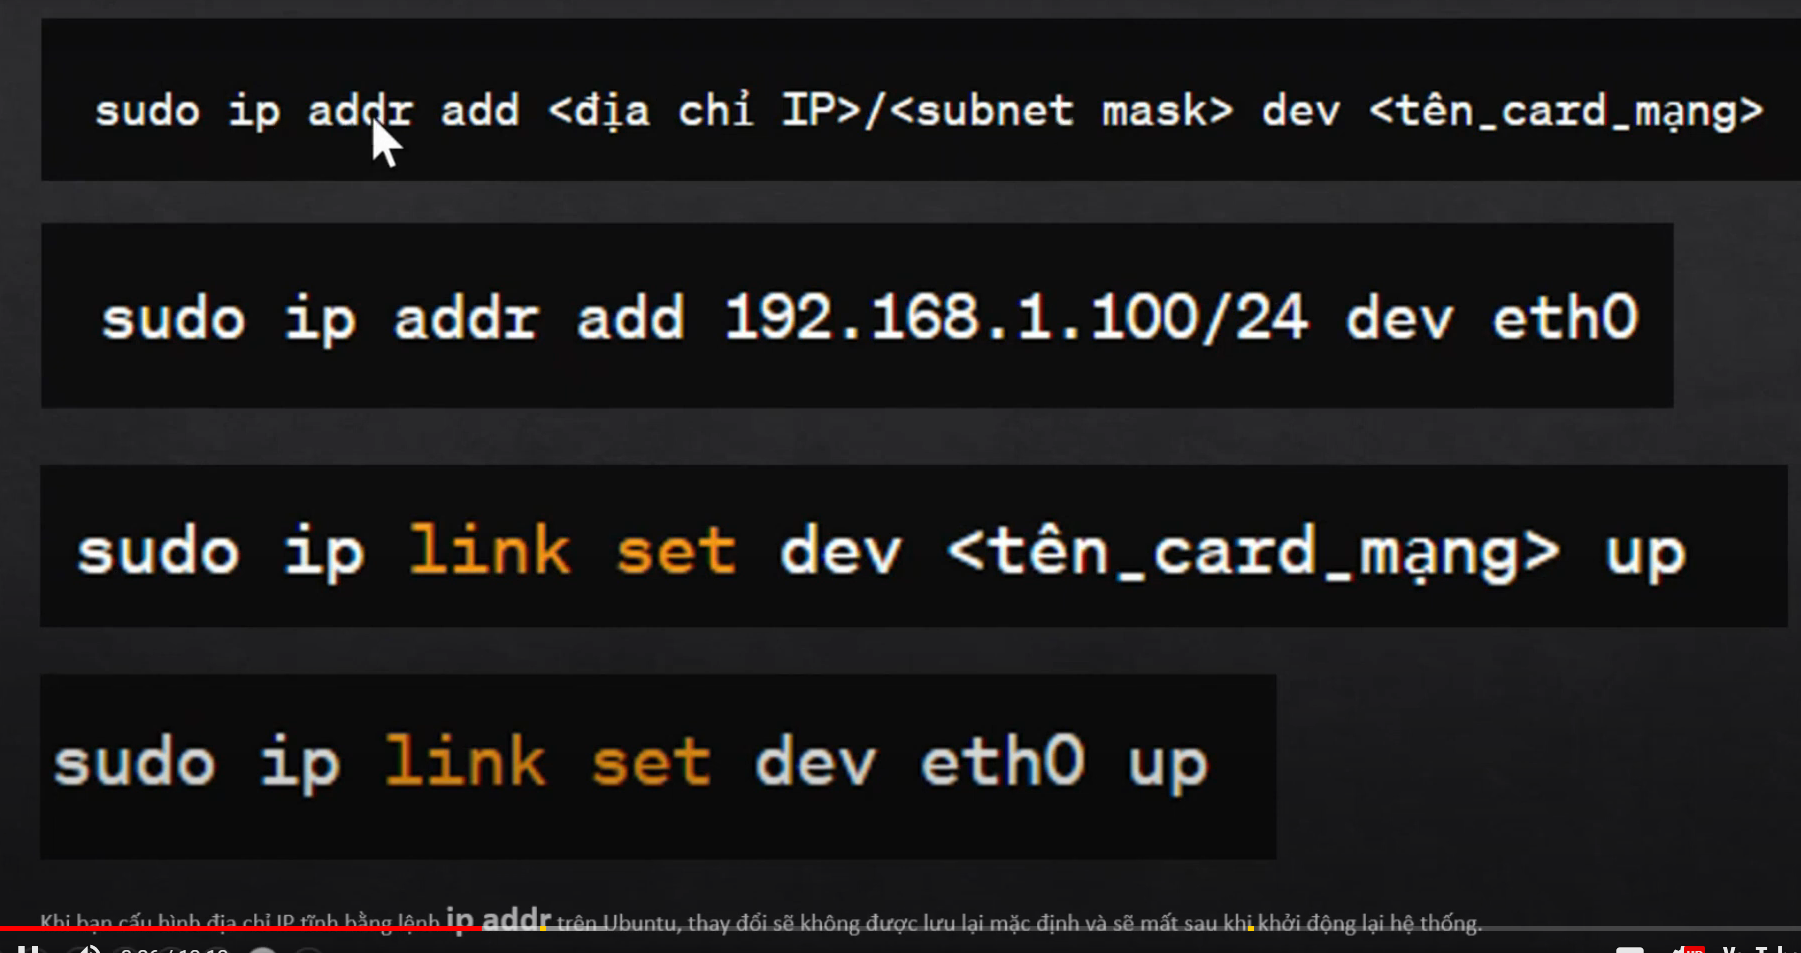 sudo ip addr add <địa chỉ IP>/<subnet mask> dev <tên_card_mạng>
sudo ip addr add 192.168.1.100/24 dev eth0
sudo ip link set dev <tên_card_mạng> up
sudo ip link set dev eth0 up
Khi bạn cấu hình địa chỉ IP tĩnh bằng lệnh ip addr trên Ubuntu, thay đổi sẽ không được lưu lại mặc định và sẽ mất sau khi khởi động lại hệ thống.